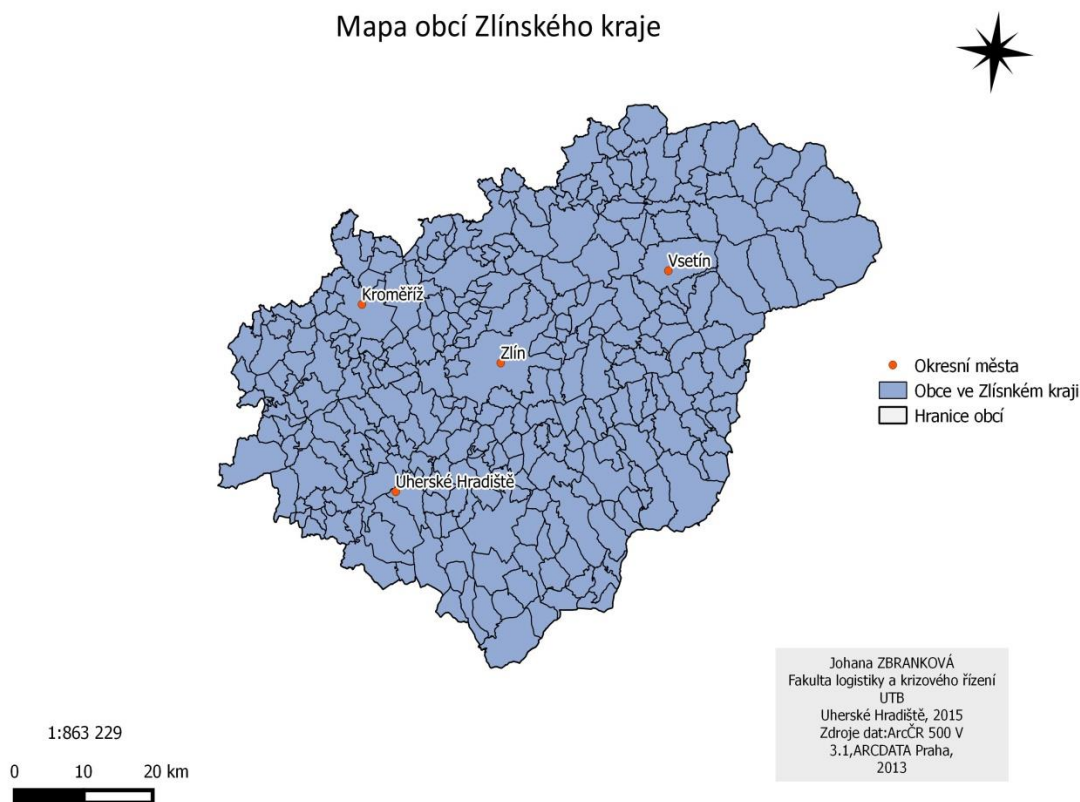 Mapa obcí Zlínského kraje
Vsetín
Kroměříž
Zlín
Uherské Hradiště
Okresní města
Obce ve Zlísnkém kraji
Hranice obcí
Johana ZBRANKOVÁ
Fakulta logistiky a krizového řízení
UTB
Uherské Hradiště, 2015
Zdroje dat:ArcČR 500 V
3.1,ARCDATA Praha,
2013
1:863 229
0 10 20 km